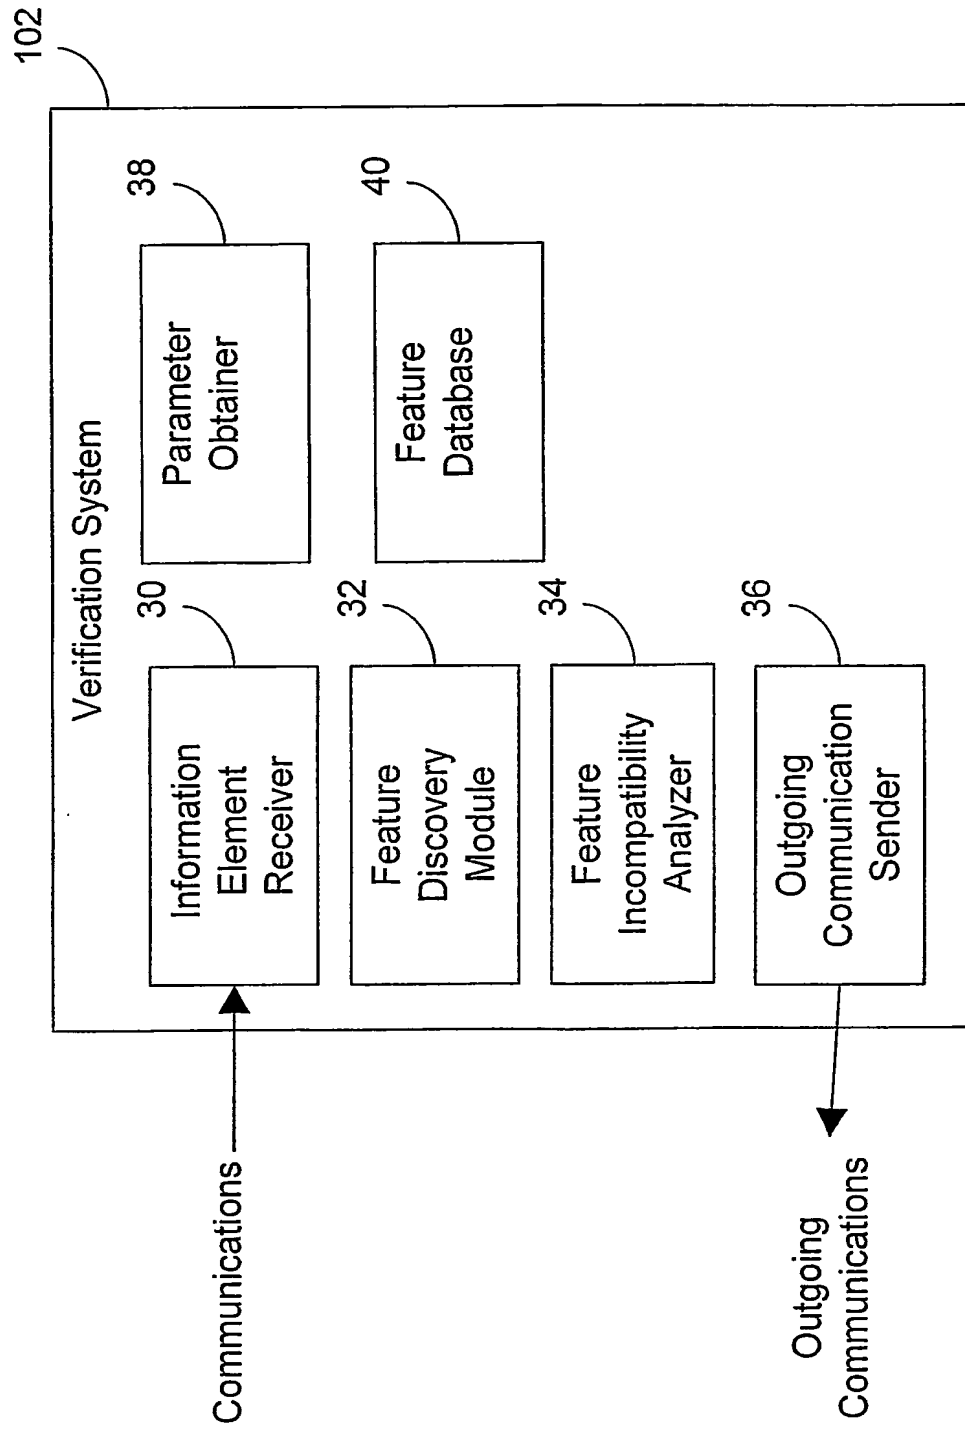 102
Verification System
30
Information
Element
Receiver
38
Parameter
Obtainer
32
Feature
Discovery
Module
40
Feature
Database
34
Feature
Incompatibility
Analyzer
36
Outgoing
Communication
Sender
Communications
Outgoing
Communications